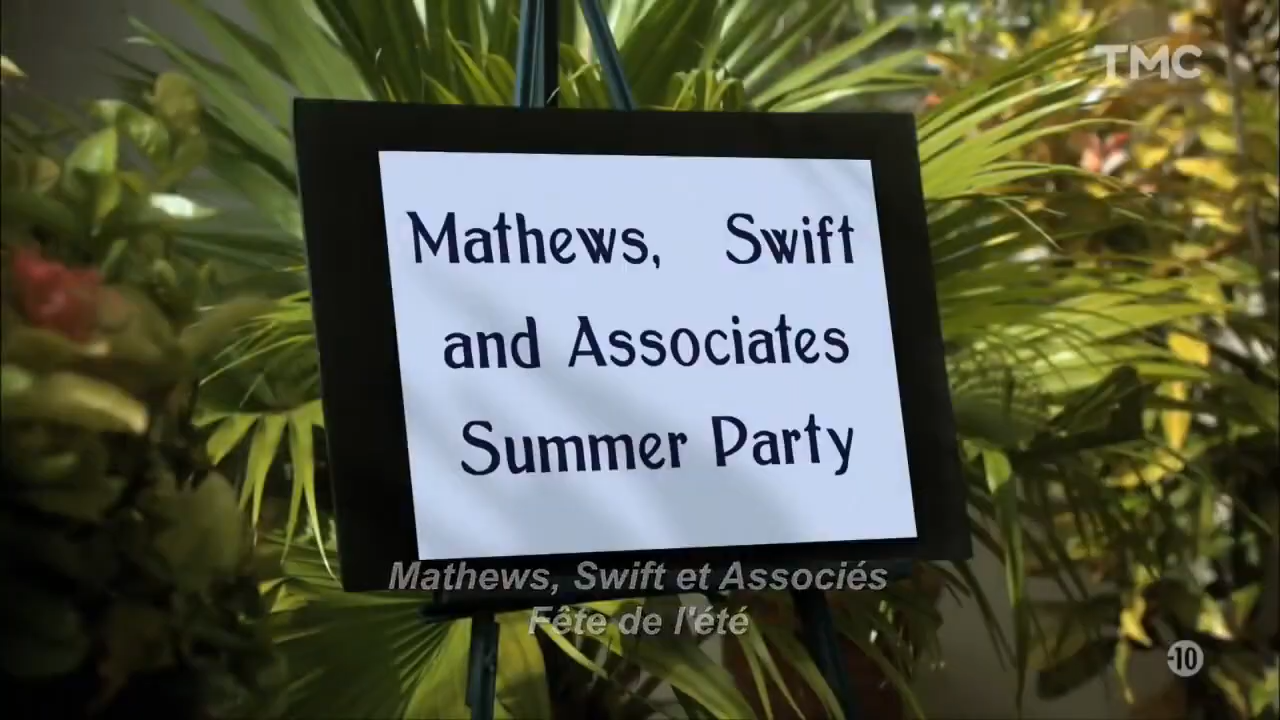 TMC
Mathews, Swift
and Associates
Summer Party
Mathews, Swift et Associés
Fête de l'été
-10